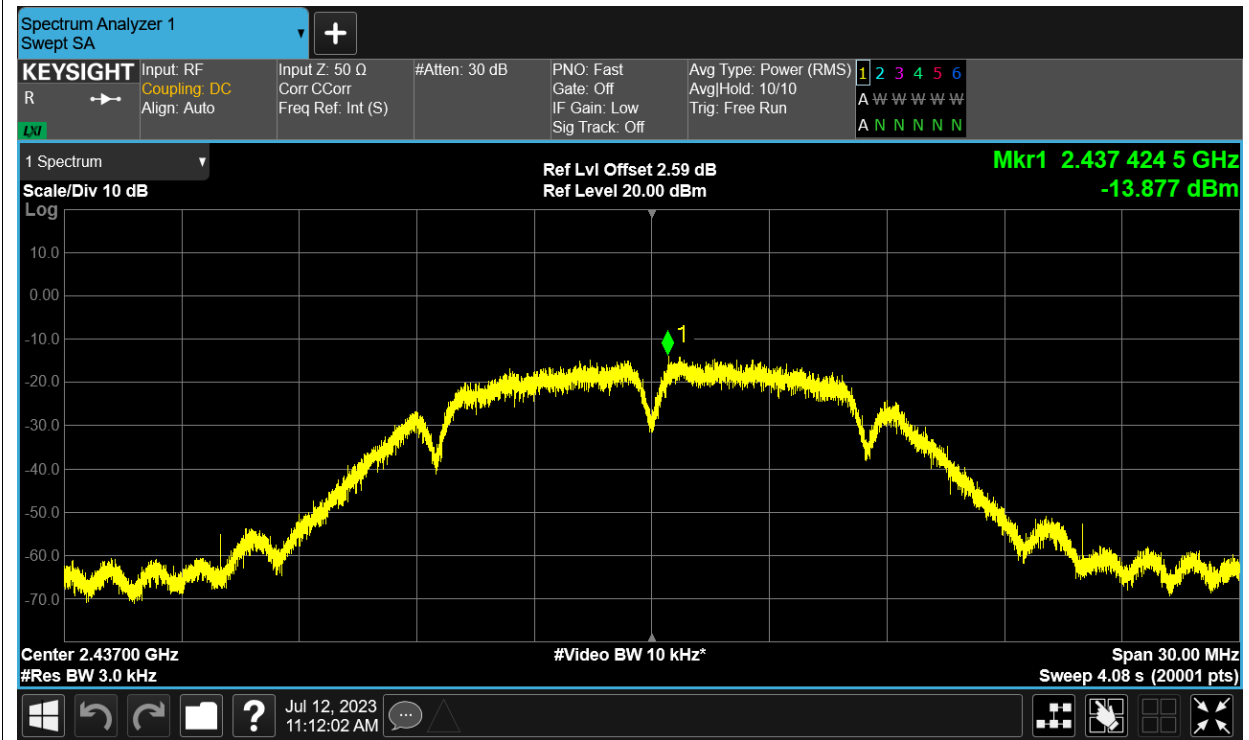 Spectrum Analyzer 1
Swept SA
KEYSIGHT
R
LXI
Input: RF
Coupling: DC
Align: Auto
Input Z: 50 Ω
Corr CCorr
Freq Ref: Int (S)
#Atten: 30 dB
PNO: Fast
Gate: Off
IF Gain: Low
Sig Track: Off
Avg Type: Power (RMS)
Avg|Hold: 10/10
Trig: Free Run
1 2 3 4 5 6
A W W W W W
A N N N N N
1 Spectrum
Scale/Div 10 dB
Log
Ref Lvl Offset 2.59 dB
Ref Level 20.00 dBm
Mkr1 2.437 424 5 GHz
-13.877 dBm
10.0
0.00
-10.0
-20.0
-30.0
-40.0
-50.0
-60.0
-70.0
1
Center 2.43700 GHz
#Res BW 3.0 kHz
#Video BW 10 kHz*
Span 30.00 MHz
Sweep 4.08 s (20001 pts)
?
Jul 12, 2023
11:12:02 AM